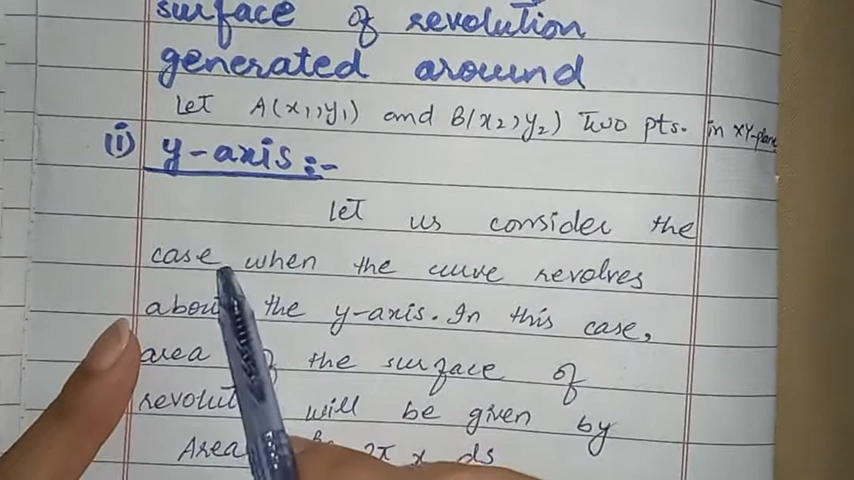 surface of revolution
generated around
Let A(x1,y1) and B(x2,y2) Two pts. in XY-plane
(i) y-axis:-
Let us consider the
case when the curve revolves
about the y-axis. In this case,
area of the surface of
revolut will be given by
Area 2π x ds